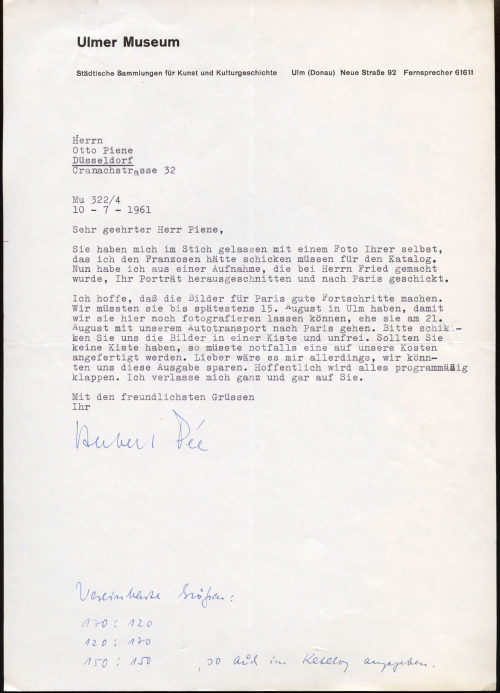 Ulmer Museum
Städtische Sammlungen für Kunst und Kulturgeschichte Ulm (Donau) Neue Straße 92 Fernsprecher 61611
Herrn
Otto Piene
Düsseldorf
Cranachstrasse 32
Mu 322/4
10 - 7 - 1961
Sehr geehrter Herr Piene,
Sie haben mich im Stich gelassen mit einem Foto Ihrer selbst,
das ich den Franzosen hätte schicken müssen für den Katalog.
Nun habe ich aus einer Aufnahme, die bei Herrn Fried gemacht
wurde, Ihr Porträt herausgeschnitten und nach Paris geschickt.
Ich hoffe, daß die Bilder für Paris gute Fortschritte machen.
Wir müssten sie bis spätestens 15. August in Ulm haben, damit
wir sie hier noch fotografieren lassen können, ehe sie am 21.
August mit unserem Autotransport nach Paris gehen. Bitte schik-
ken Sie uns die Bilder in einer Kiste und unfrei. Sollten Sie
keine Kiste haben, so müsste notfalls eine auf unsere Kosten
angefertigt werden. Lieber wäre es mir allerdings, wir könn-
ten uns diese Ausgabe sparen. Hoffentlich wird alles programmäßig
klappen. Ich verlasse mich ganz und gar auf Sie.
Mit den freundlichsten Grüssen
Ihr
Herbert Pée
Vereinbarte Größen:
170 : 120
120 : 170
150 : 150 , so auch im Katalog angegeben.